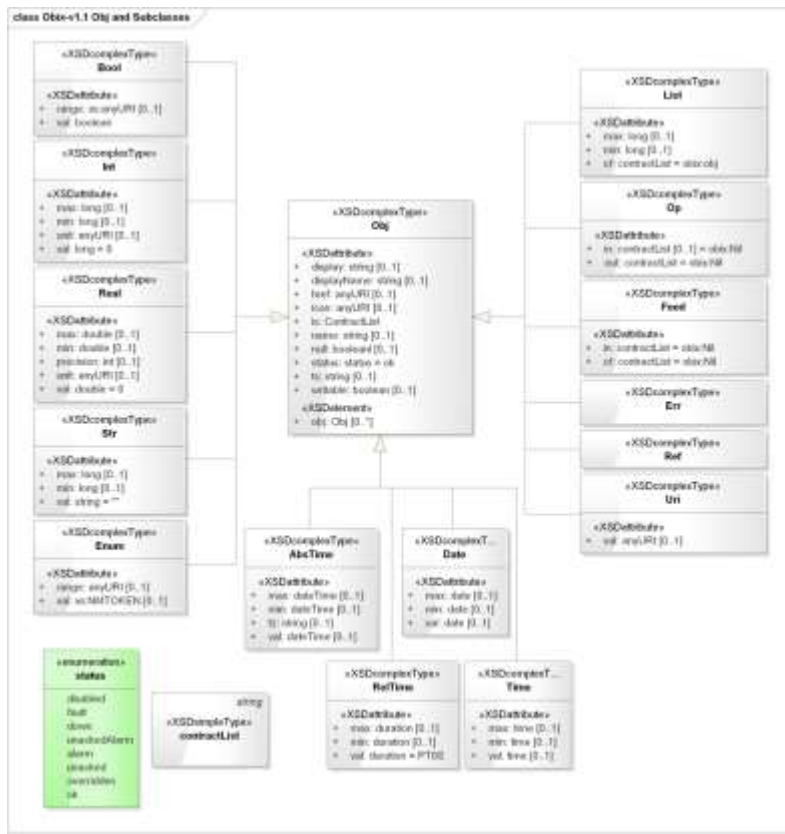 class Obix-v1.1 Obj and Subclasses
«XSDcomplexType»
Bool
«XSDattribute»
+ range: xs:anyURI [0..1]
+ val: boolean
«XSDcomplexType»
Int
«XSDattribute»
+ max: long [0..1]
+ min: long [0..1]
+ unit: anyURI [0..1]
+ val: long = 0
«XSDcomplexType»
Real
«XSDattribute»
+ max: double [0..1]
+ min: double [0..1]
+ precision: int [0..1]
+ unit: anyURI [0..1]
+ val: double = 0
«XSDcomplexType»
Str
«XSDattribute»
+ max: long [0..1]
+ min: long [0..1]
+ val: string = ""
«XSDcomplexType»
Enum
«XSDattribute»
+ range: anyURI [0..1]
+ val: xs:NMTOKEN [0..1]
«XSDcomplexType»
Obj
«XSDattribute»
+ display: string [0..1]
+ displayName: string [0..1]
+ href: anyURI [0..1]
+ icon: anyURI [0..1]
+ is: ContractList
+ name: string [0..1]
+ null: boolean [0..1]
+ status: status = ok
+ ts: string [0..1]
+ writable: boolean [0..1]
«XSDelement»
+ obj: Obj [0..*]
«XSDcomplexType»
List
«XSDattribute»
+ max: long [0..1]
+ min: long [0..1]
+ of: contractList = obix:obj
«XSDcomplexType»
Op
«XSDattribute»
+ in: contractList [0..1] = obix:Nil
+ out: contractList = obix:Nil
«XSDcomplexType»
Feed
«XSDattribute»
+ in: contractList = obix:Nil
+ of: contractList = obix:Nil
«XSDcomplexType»
Err
«XSDcomplexType»
Ref
«XSDcomplexType»
Uri
«XSDattribute»
+ val: anyURI [0..1]
«XSDcomplexType»
AbsTime
«XSDattribute»
+ max: dateTime [0..1]
+ min: dateTime [0..1]
+ tz: string [0..1]
+ val: dateTime [0..1]
«XSDcomplexT...
Date
«XSDattribute»
+ max: date [0..1]
+ min: date [0..1]
+ var: date [0..1]
«XSDcomplexType»
RelTime
«XSDattribute»
+ max: duration [0..1]
+ min: duration [0..1]
+ val: duration = PT0S
«XSDcomplexT...
Time
«XSDattribute»
+ max: time [0..1]
+ min: time [0..1]
+ val: time [0..1]
«enumeration»
status
disabled
fault
down
unackedAlarm
alarm
unacked
overridden
ok
string
«XSDsimpleType»
contractList